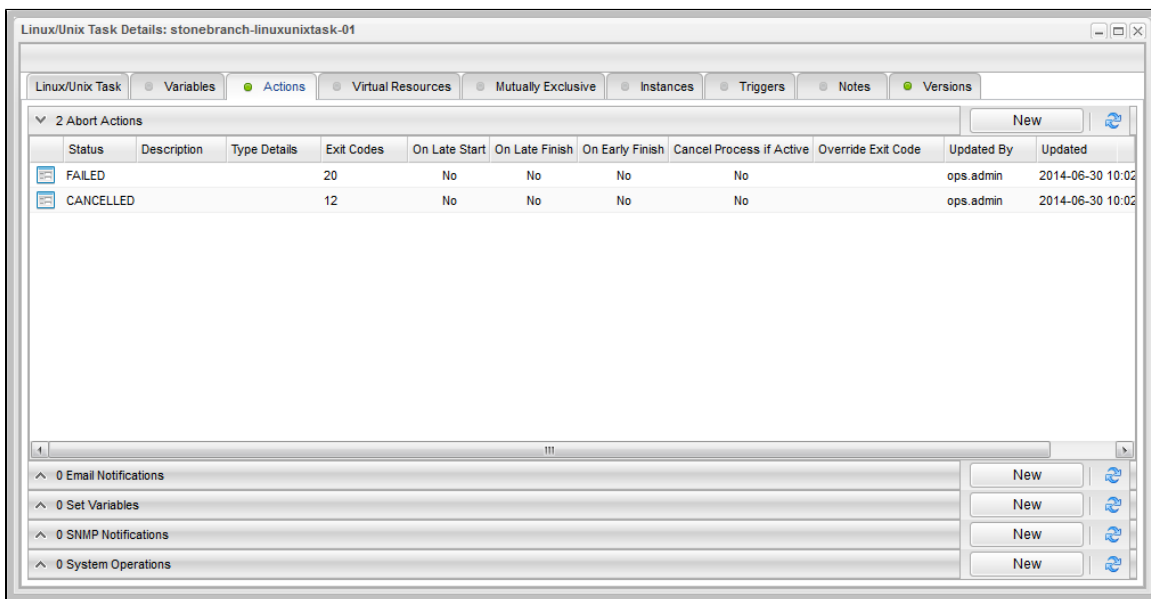 Linux/Unix Task Details: stonebranch-linuxunixtask-01
Linux/Unix Task Variables Actions Virtual Resources Mutually Exclusive Instances Triggers Notes Versions
2 Abort Actions New
Status Description Type Details Exit Codes On Late Start On Late Finish On Early Finish Cancel Process if Active Override Exit Code Updated By Updated
FAILED 20 No No No No ops.admin 2014-06-30 10:02
CANCELLED 12 No No No No ops.admin 2014-06-30 10:02
0 Email Notifications New
0 Set Variables New
0 SNMP Notifications New
0 System Operations New